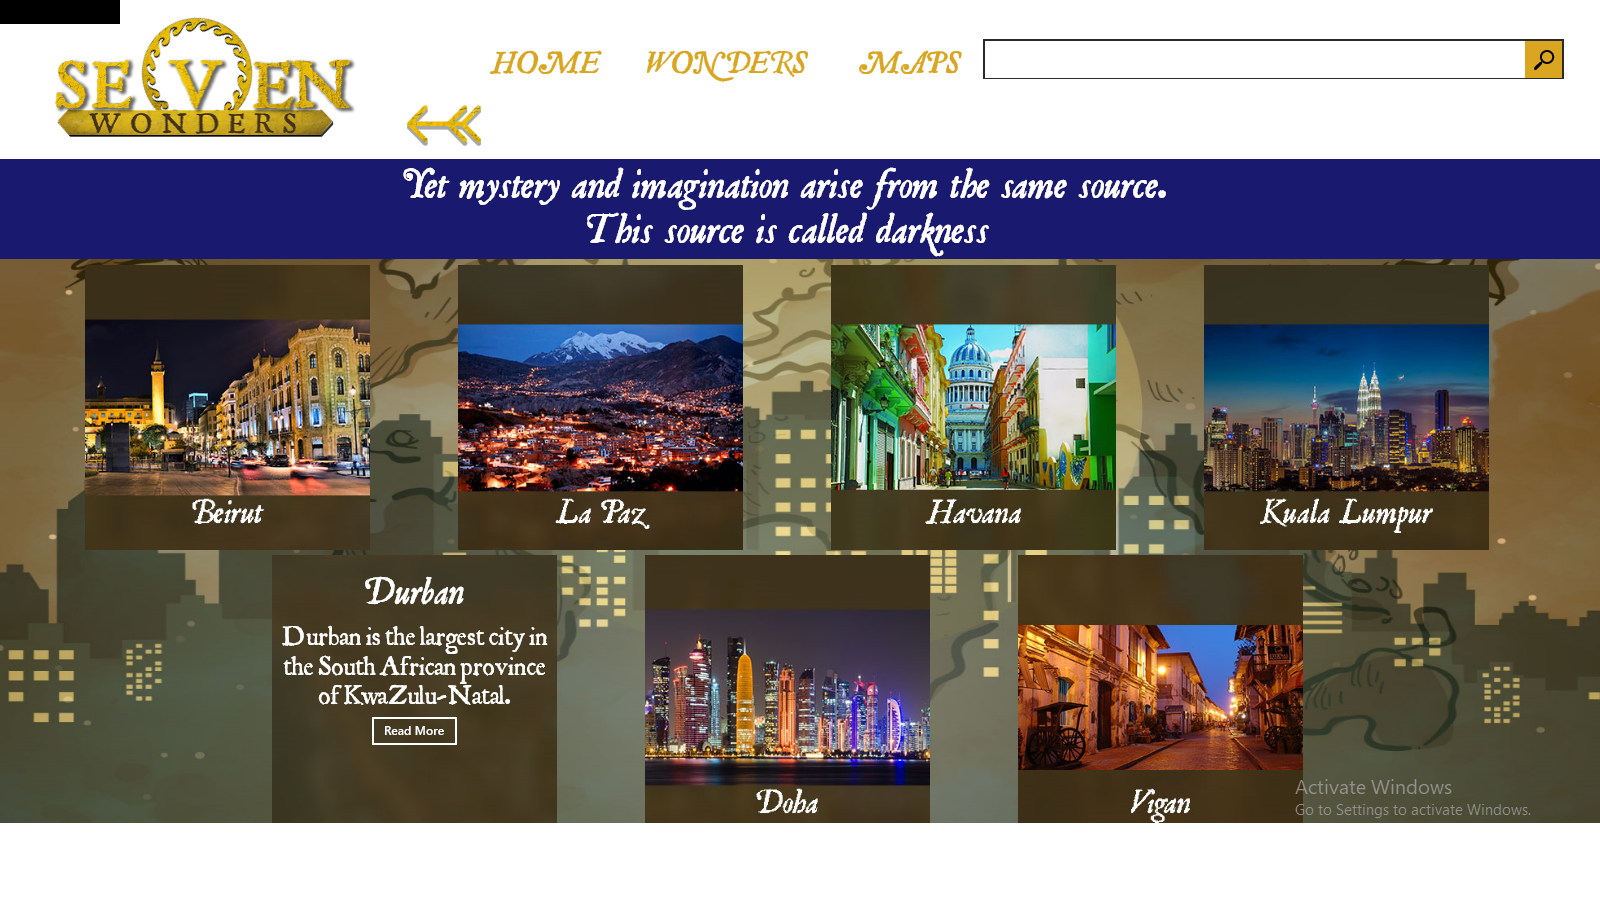 SEVEN
WONDERS
HOME WONDERS MAPS
Yet mystery and imagination arise from the same source.
This source is called darkness
Beirut
La Paz
Havana
Kuala Lumpur
Durban
Durban is the largest city in
the South African province
of KwaZulu-Natal.
Read More
Doha
Vigan
Activate Windows
Go to Settings to activate Windows.